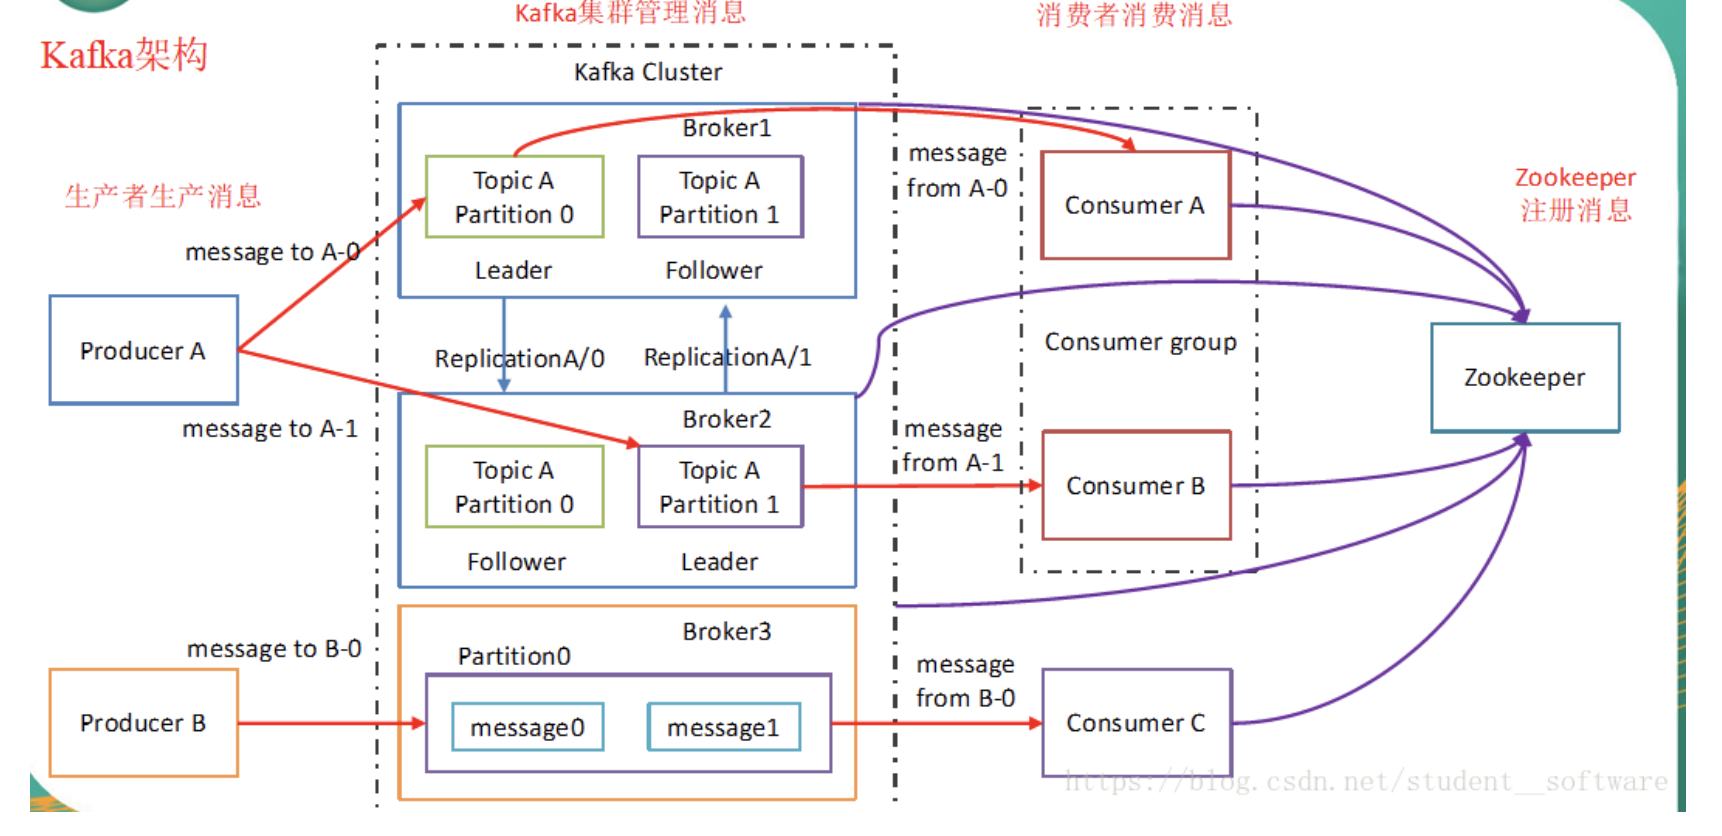 Kafka集群管理消息
消费者消费消息
Kafka架构
Kafka Cluster
Broker1
Topic A
Partition 0
Topic A
Partition 1
Leader
Follower
生产者生产消息
message to A-0
message
from A-0
Consumer A
Zookeeper
注册消息
Producer A
ReplicationA/0
ReplicationA/1
Consumer group
Zookeeper
message to A-1
Broker2
Topic A
Partition 0
Topic A
Partition 1
Follower
Leader
message
from A-1
Consumer B
message to B-0
Broker3
Partition0
message0
message1
Producer B
message
from B-0
Consumer C
https://blog.csdn.net/student__software